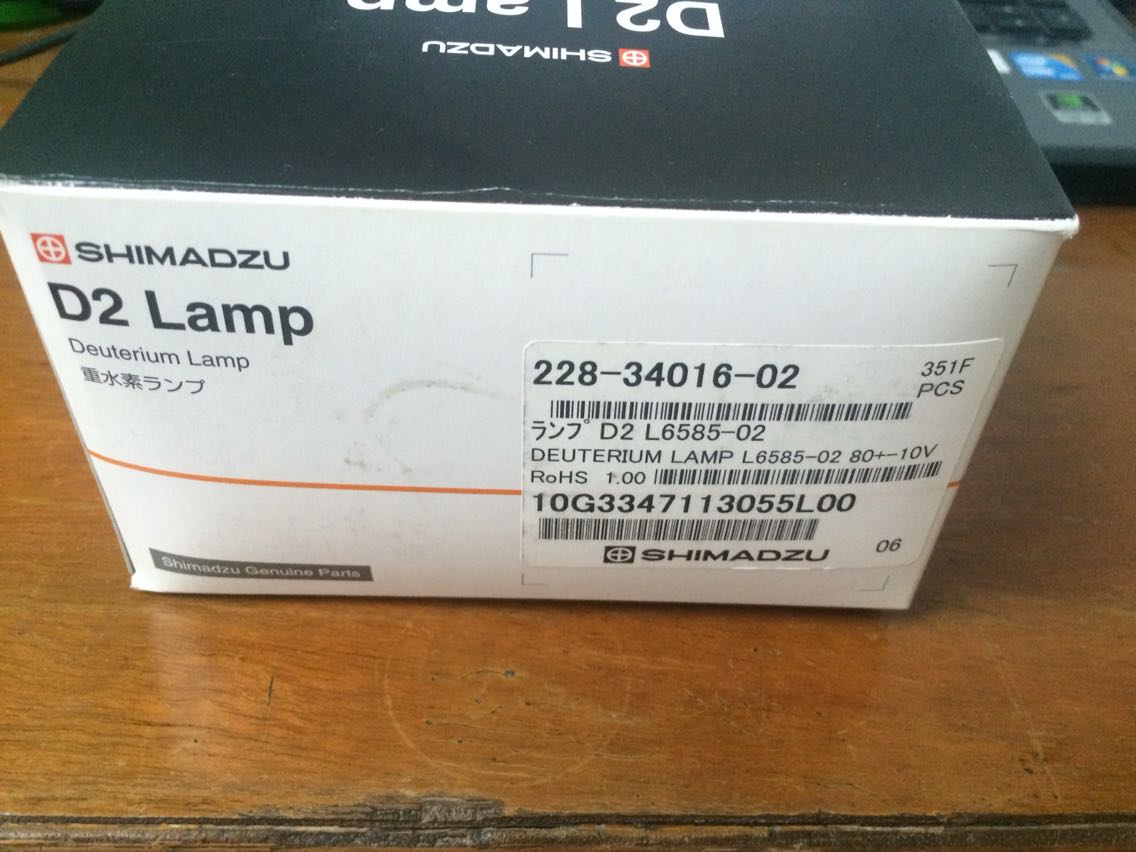 D2 Lamp
SHIMADZU
SHIMADZU
D2 Lamp
Deuterium Lamp
重水素ランプ
228-34016-02
351F
PCS
ランプ D2 L6585-02
DEUTERIUM LAMP L6585-02 80+-10V
RoHS 1.00
10G3347113055L00
SHIMADZU
06
Shimadzu Genuine Parts